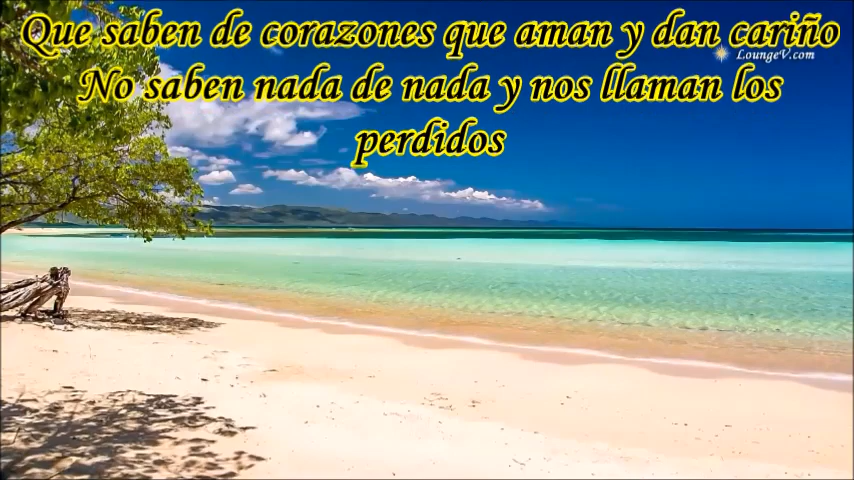 Que saben de corazones que aman y dan cariño
LoungeV.com
No saben nada de nada y nos llaman los
perdidos